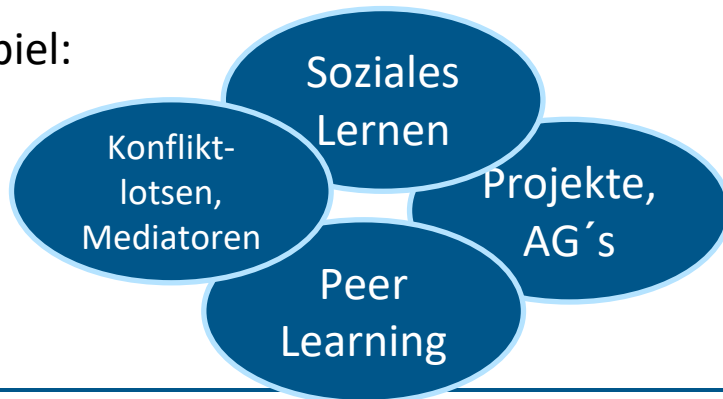 piel:
Soziales
Lernen
Konflikt-
lotsen,
Mediatoren
Projekte,
AG´s
Peer
Learning